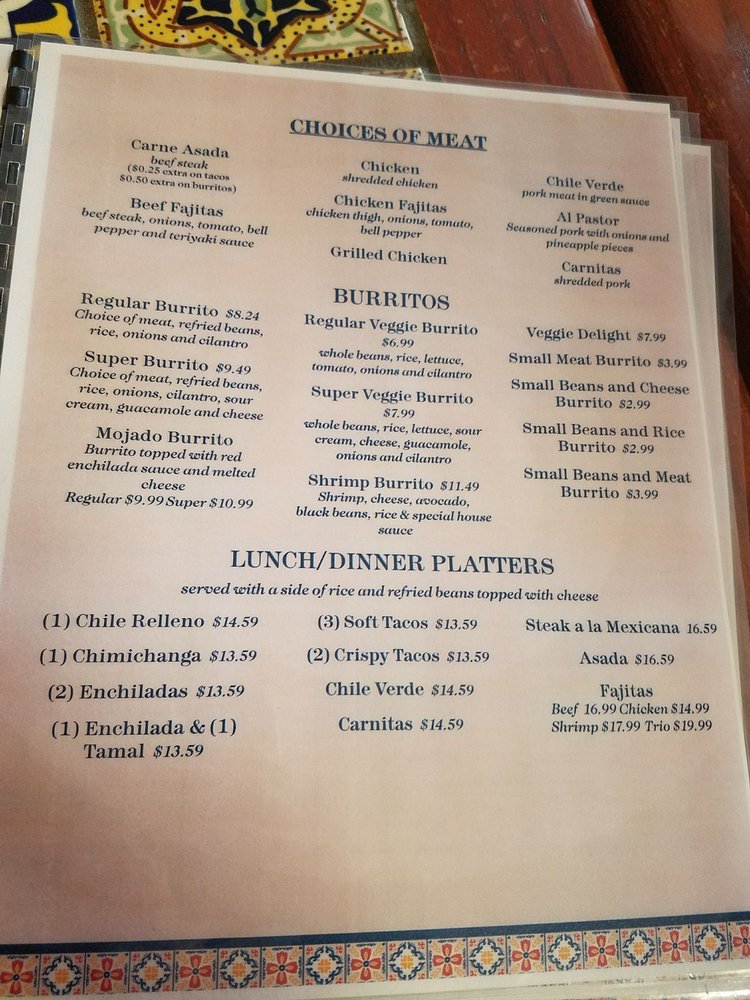 CHOICES OF MEAT
Carne Asada
beef steak
($0.25 extra on tacos
$0.50 extra on burritos)
Beef Fajitas
beef steak, onions, tomato, bell
pepper and teriyaki sauce
Chicken
shredded chicken
Chicken Fajitas
chicken thigh, onions, tomato,
bell pepper
Grilled Chicken
Chile Verde
pork meat in green sauce
Al Pastor
Seasoned pork with onions and
pineapple pieces
Carnitas
shredded pork
BURRITOS
Regular Burrito $8.24
Choice of meat, refried beans,
rice, onions and cilantro
Super Burrito $9.49
Choice of meat, refried beans,
rice, onions, cilantro, sour
cream, guacamole and cheese
Mojado Burrito
Burrito topped with red
enchilada sauce and melted
cheese
Regular $9.99 Super $10.99
Regular Veggie Burrito
$6.99
whole beans, rice, lettuce,
tomato, onions and cilantro
Super Veggie Burrito
$7.99
whole beans, rice, lettuce, sour
cream, cheese, guacamole,
onions and cilantro
Shrimp Burrito $11.49
Shrimp, cheese, avocado,
black beans, rice & special house
sauce
Veggie Delight $7.99
Small Meat Burrito $3.99
Small Beans and Cheese
Burrito $2.99
Small Beans and Rice
Burrito $2.99
Small Beans and Meat
Burrito $3.99
LUNCH/DINNER PLATTERS
served with a side of rice and refried beans topped with cheese
(1) Chile Relleno $14.59
(1) Chimichanga $13.59
(2) Enchiladas $13.59
(1) Enchilada & (1)
Tamal $13.59
(3) Soft Tacos $13.59
(2) Crispy Tacos $13.59
Chile Verde $14.59
Carnitas $14.59
Steak a la Mexicana 16.59
Asada $16.59
Fajitas
Beef 16.99 Chicken $14.99
Shrimp $17.99 Trio $19.99